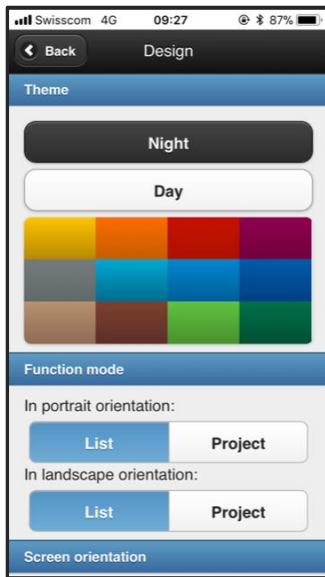 Swisscom 4G 09:27 87%
Back Design
Theme
Night
Day
Function mode
In portrait orientation:
List Project
In landscape orientation:
List Project
Screen orientation